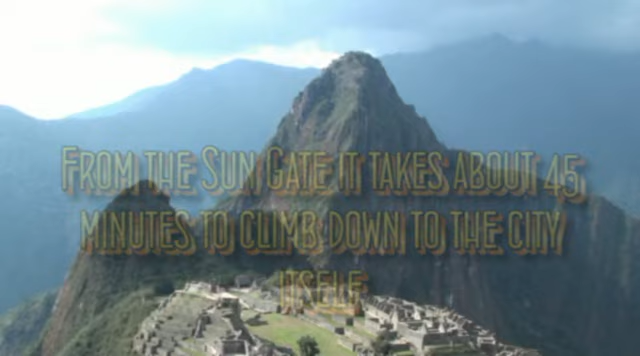 From the Sun Gate it takes about 45
minutes to climb down to the city
itself